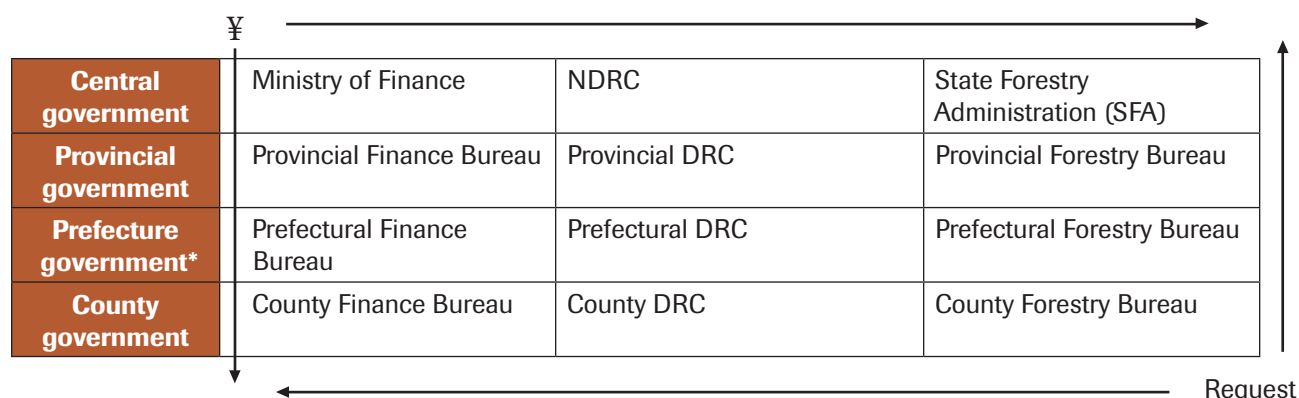 ¥
Central
government
Ministry of Finance
NDRC
State Forestry
Administration (SFA)
Provincial
government
Provincial Finance Bureau
Provincial DRC
Provincial Forestry Bureau
Prefecture
government*
Prefectural Finance
Bureau
Prefectural DRC
Prefectural Forestry Bureau
County
government
County Finance Bureau
County DRC
County Forestry Bureau
Request